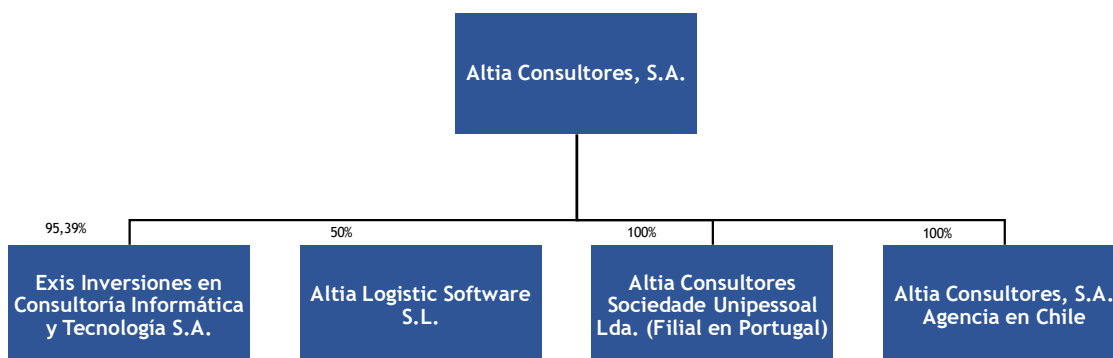 Altia Consultores, S.A.
95,39%
50%
100%
100%
Exis Inversiones en
Consultoría Informática
y Tecnología S.A.
Altia Logistic Software
S.L.
Altia Consultores
Sociedade Unipessoal
Lda. (Filial en Portugal)
Altia Consultores, S.A.
Agencia en Chile